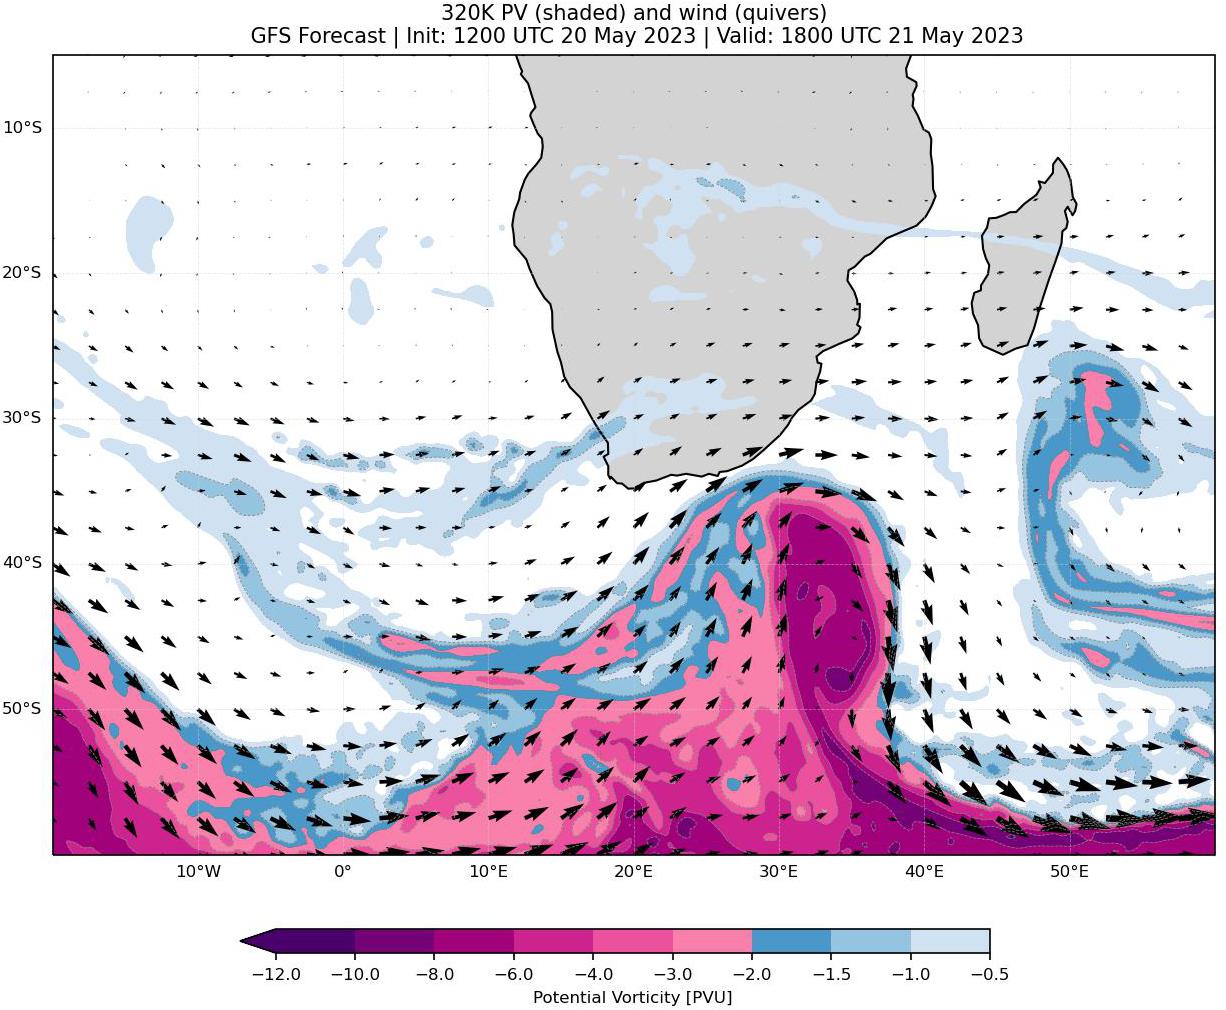 320K PV (shaded) and wind (quivers)
GFS Forecast | Init: 1200 UTC 20 May 2023 | Valid: 1800 UTC 21 May 2023
10°S
20°S
30°S
40°S
50°S
10°W 0° 10°E 20°E 30°E 40°E 50°E
−12.0 −10.0 −8.0 −6.0 −4.0 −3.0 −2.0 −1.5 −1.0 −0.5
Potential Vorticity [PVU]